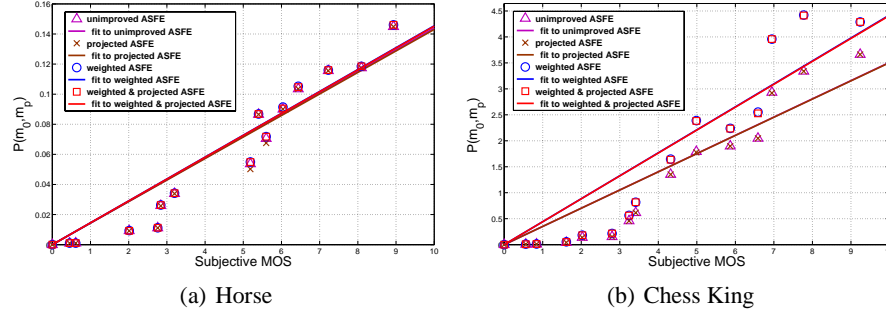 0.16
0.14
0.12
0.1
0.08
0.06
0.04
0.02
P(m0,mp)
unimproved ASFE
fit to unimproved ASFE
projected ASFE
fit to projected ASFE
weighted ASFE
fit to weighted ASFE
weighted & projected ASFE
fit to weighted & projected ASFE
0 1 2 3 4 5 6 7 8 9 10
Subjective MOS
(a) Horse
4.5
4
3.5
3
2.5
2
1.5
1
0.5
P(m0,mp)
unimproved ASFE
fit to unimproved ASFE
projected ASFE
fit to projected ASFE
weighted ASFE
fit to weighted ASFE
weighted & projected ASFE
fit to weighted & projected ASFE
0 1 2 3 4 5 6 7 8 9 10
Subjective MOS
(b) Chess King